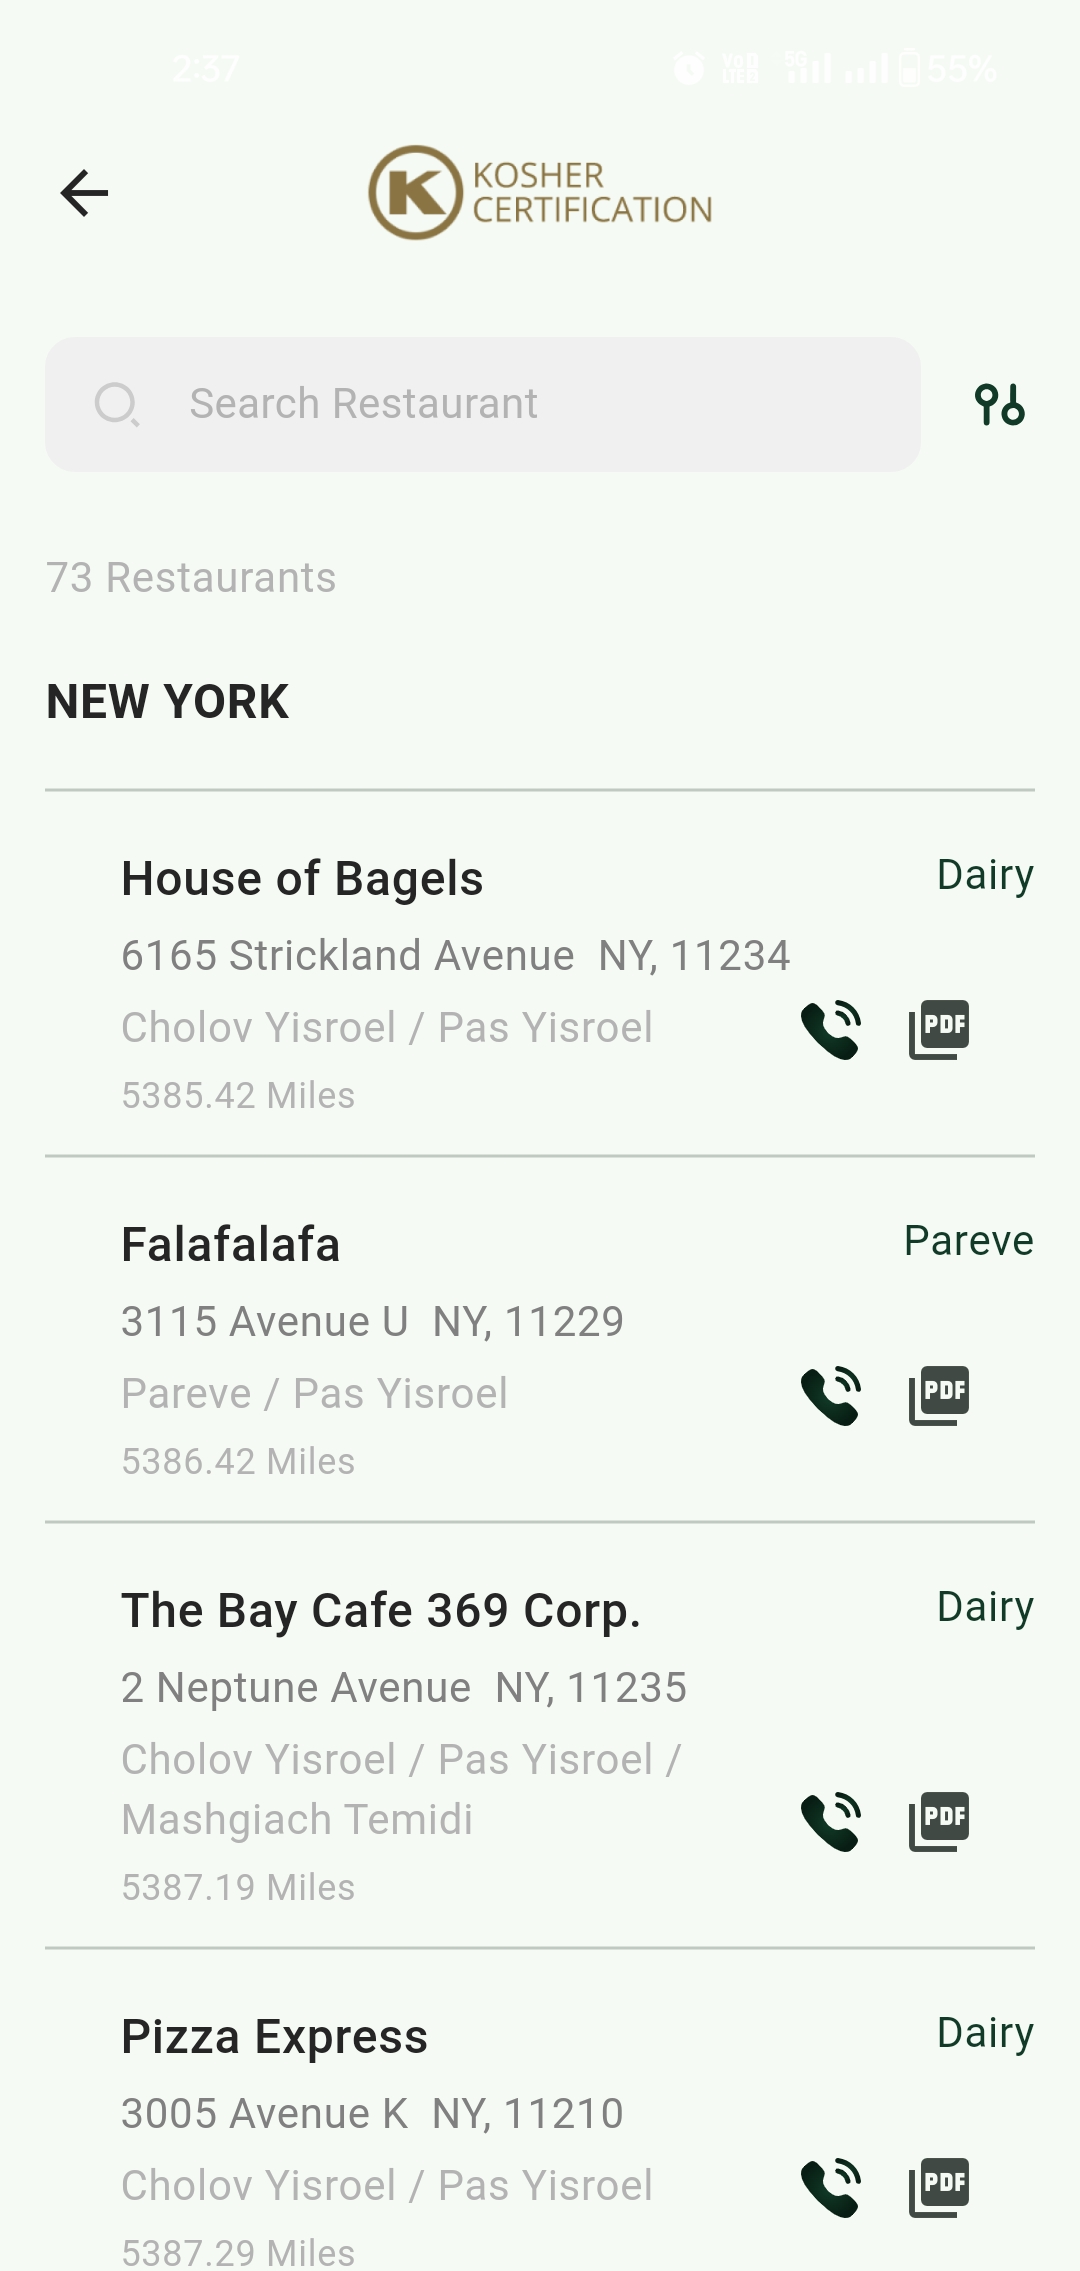 2:37
5G
55%
K KOSHER
CERTIFICATION
Search Restaurant
73 Restaurants
NEW YORK
House of Bagels
Dairy
6165 Strickland Avenue  NY, 11234
Cholov Yisroel / Pas Yisroel
PDF
5385.42 Miles
Falafalafa
Pareve
3115 Avenue U  NY, 11229
Pareve / Pas Yisroel
PDF
5386.42 Miles
The Bay Cafe 369 Corp.
Dairy
2 Neptune Avenue  NY, 11235
Cholov Yisroel / Pas Yisroel /
Mashgiach Temidi
PDF
5387.19 Miles
Pizza Express
Dairy
3005 Avenue K  NY, 11210
Cholov Yisroel / Pas Yisroel
PDF
5387.29 Miles